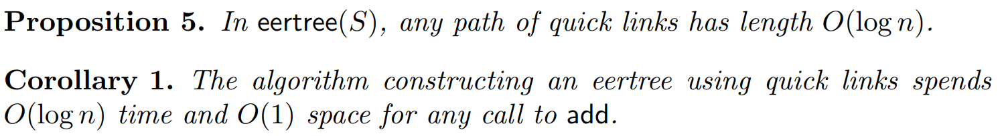 Proposition 5. In eertree(S), any path of quick links has length O(log n).
Corollary 1. The algorithm constructing an eertree using quick links spends
O(log n) time and O(1) space for any call to add.